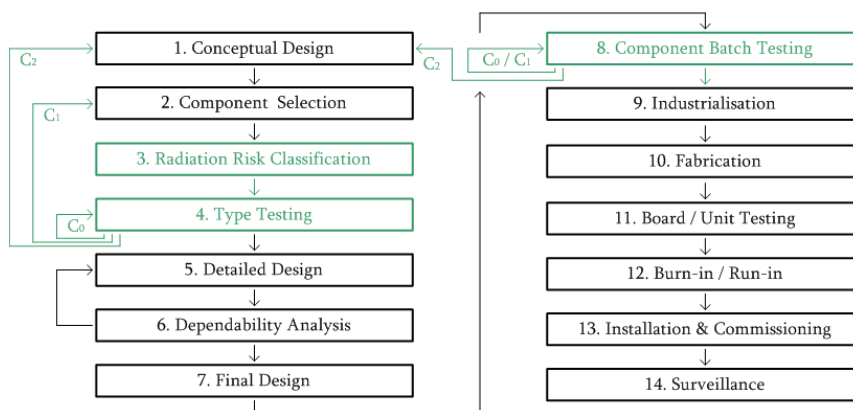 1. Conceptual Design
C2
2. Component Selection
C1
3. Radiation Risk Classification
4. Type Testing
C0
5. Detailed Design
6. Dependability Analysis
7. Final Design
8. Component Batch Testing
C0 / C1
C2
9. Industrialisation
10. Fabrication
11. Board / Unit Testing
12. Burn-in / Run-in
13. Installation & Commissioning
14. Surveillance